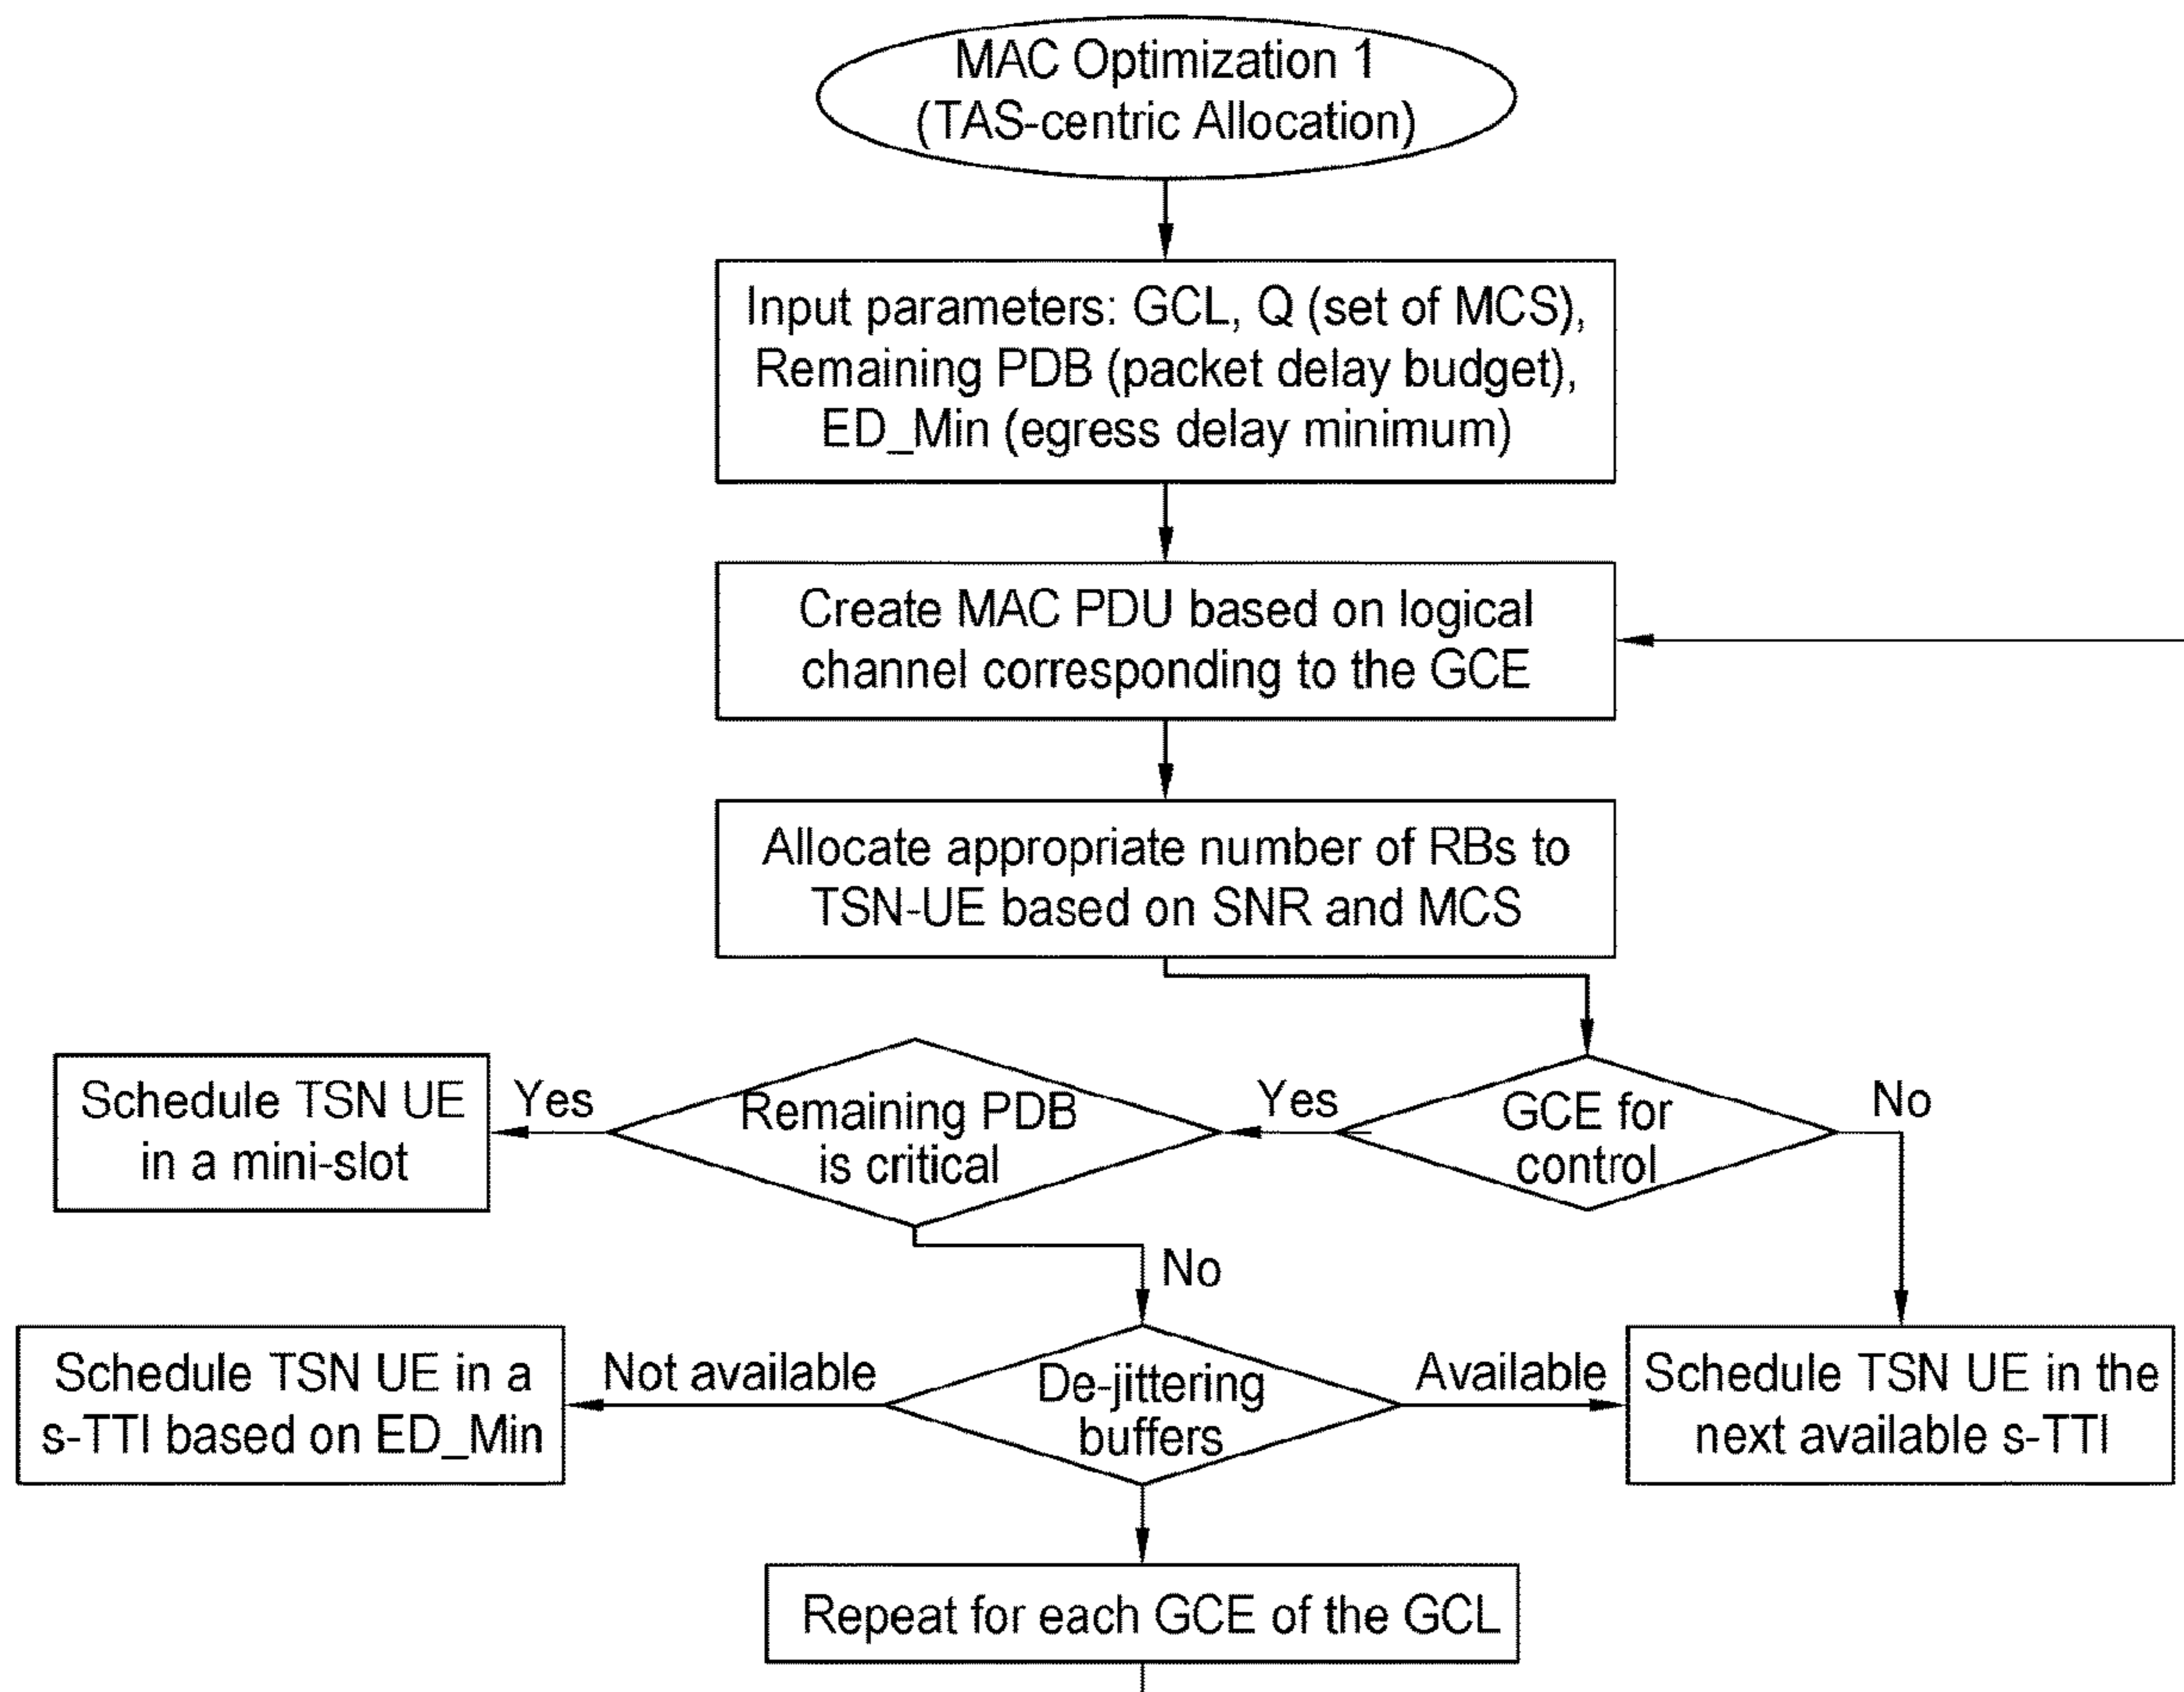 MAC Optimization 1
(TAS-centric Allocation)
Input parameters: GCL, Q (set of MCS),
Remaining PDB (packet delay budget),
ED_Min (egress delay minimum)
Create MAC PDU based on logical
channel corresponding to the GCE
Allocate appropriate number of RBs to
TSN-UE based on SNR and MCS
Schedule TSN UE
in a mini-slot
Yes
Remaining PDB
is critical
Yes
GCE for
control
No
No
Schedule TSN UE in a
s-TTI based on ED_Min
Not available
De-jittering
buffers
Available
Schedule TSN UE in the
next available s-TTI
Repeat for each GCE of the GCL